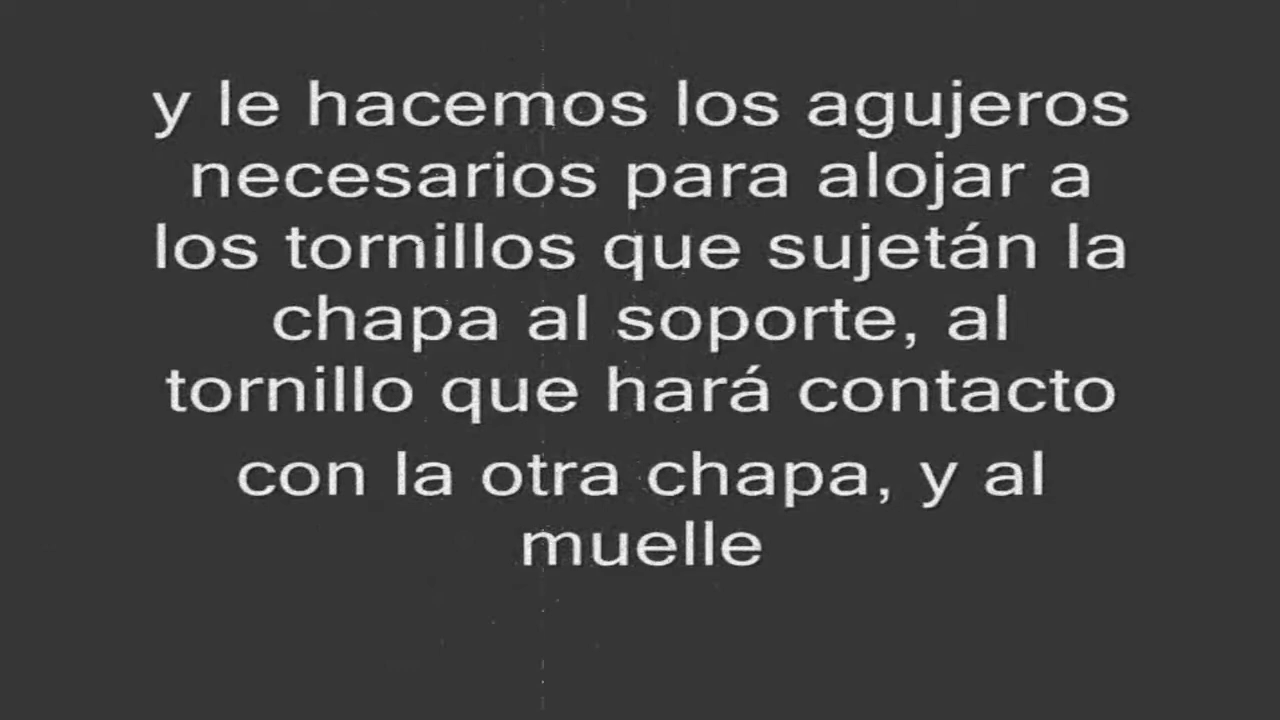 y le hacemos los agujeros
necesarios para alojar a
los tornillos que sujetán la
chapa al soporte, al
tornillo que hará contacto
con la otra chapa, y al
muelle